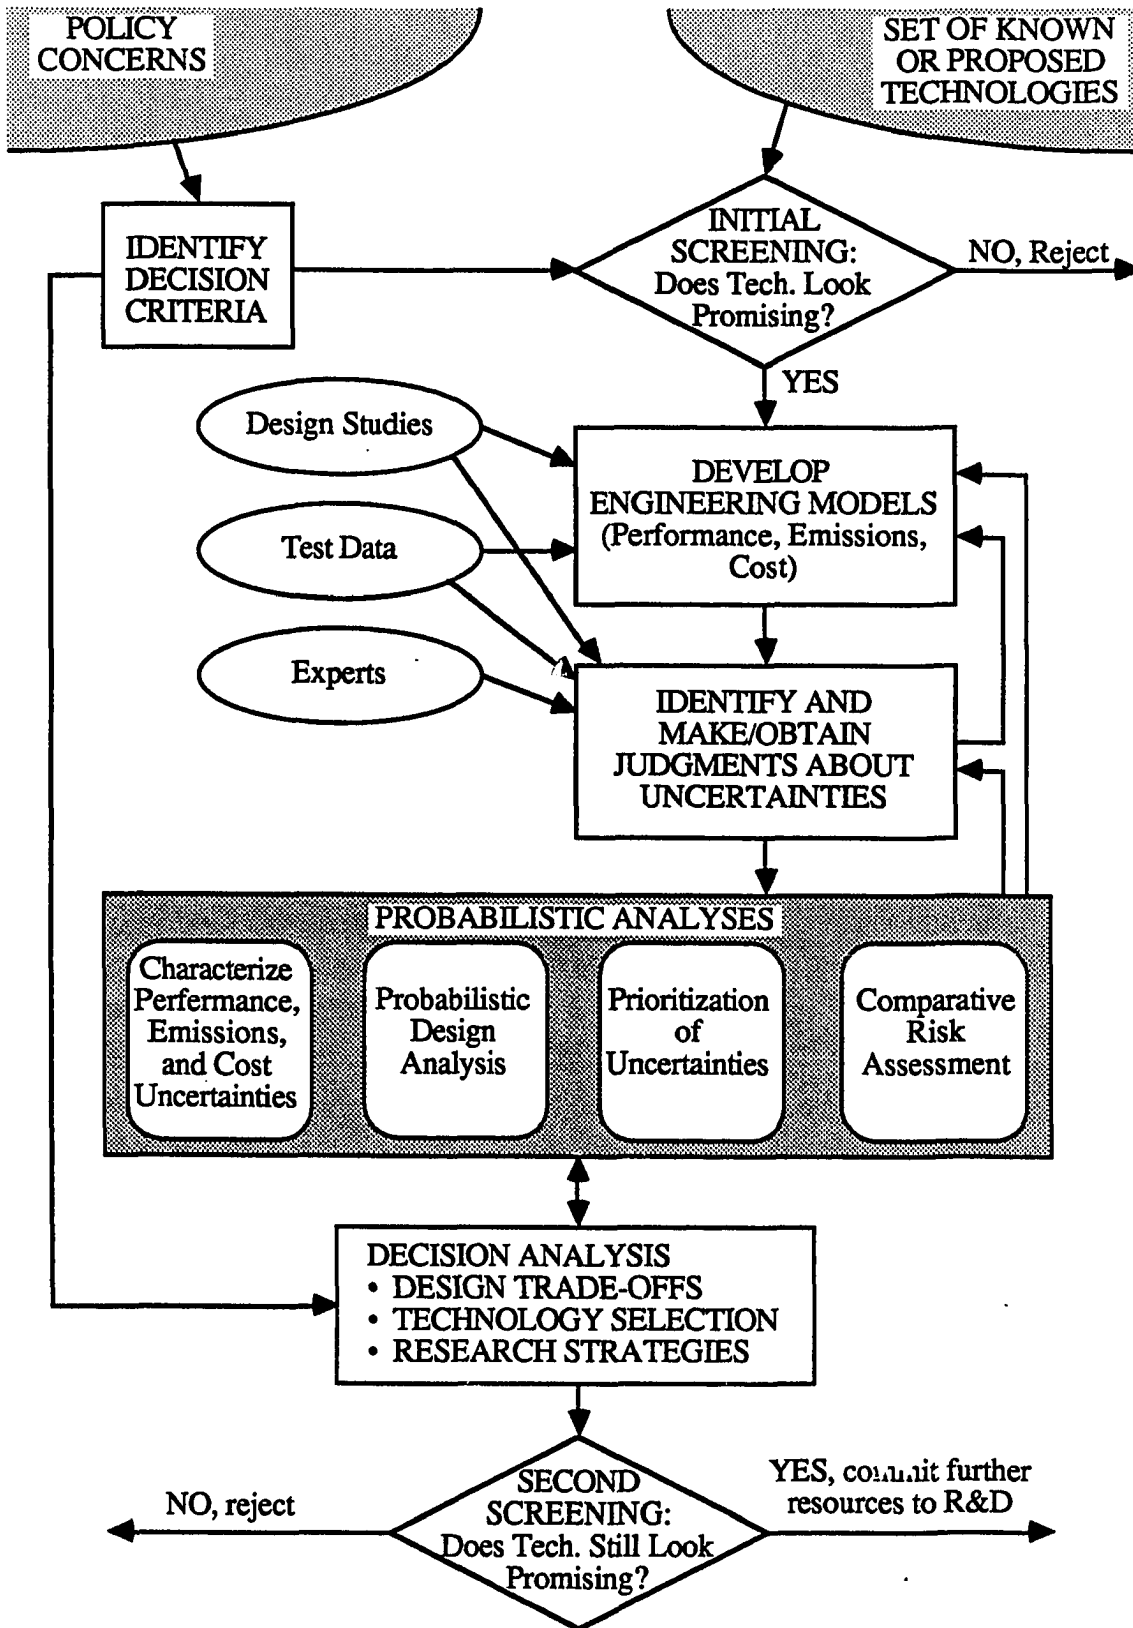 POLICY
CONCERNS
SET OF KNOWN
OR PROPOSED
TECHNOLOGIES
IDENTIFY
DECISION
CRITERIA
INITIAL
SCREENING:
Does Tech. Look
Promising?
NO, Reject
YES
Design Studies
Test Data
Experts
DEVELOP
ENGINEERING MODELS
(Performance, Emissions,
Cost)
IDENTIFY AND
MAKE/OBTAIN
JUDGMENTS ABOUT
UNCERTAINTIES
PROBABILISTIC ANALYSES
Characterize
Perfermance,
Emissions,
and Cost
Uncertainties
Probabilistic
Design
Analysis
Prioritization
of
Uncertainties
Comparative
Risk
Assessment
DECISION ANALYSIS
• DESIGN TRADE-OFFS
• TECHNOLOGY SELECTION
• RESEARCH STRATEGIES
SECOND
SCREENING:
Does Tech. Still Look
Promising?
NO, reject
YES, commit further
resources to R&D